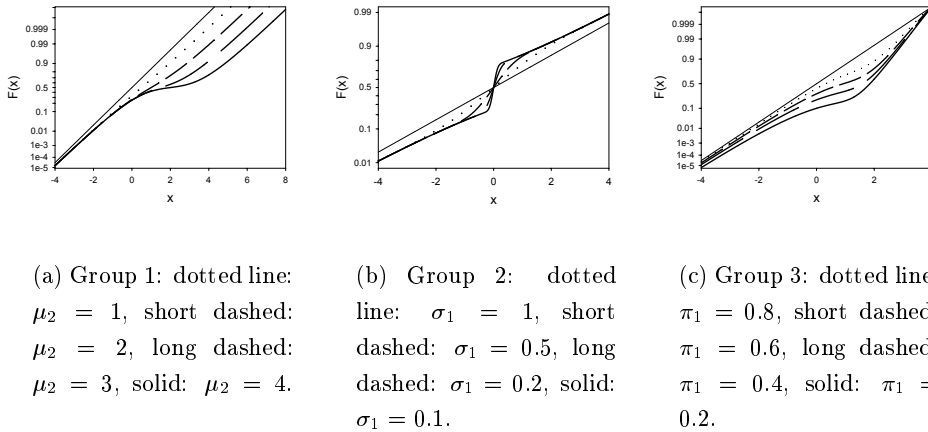 0.999
0.99
0.9
0.5
0.1
0.01
1e-3
1e-4
1e-5
F(x)
-4 -2 0 2 4 6 8
x
0.99
0.9
0.5
0.1
0.01
F(x)
-4 -2 0 2 4
x
0.999
0.99
0.9
0.5
0.1
0.01
1e-3
1e-4
1e-5
F(x)
-4 -2 0 2
x
(a) Group 1: dotted line:
μ₂ = 1, short dashed:
μ₂ = 2, long dashed:
μ₂ = 3, solid: μ₂ = 4.
(b) Group 2: dotted
line: σ₁ = 1, short
dashed: σ₁ = 0.5, long
dashed: σ₁ = 0.2, solid:
σ₁ = 0.1.
(c) Group 3: dotted line
π₁ = 0.8, short dashed
π₁ = 0.6, long dashed
π₁ = 0.4, solid: π₁ =
0.2.